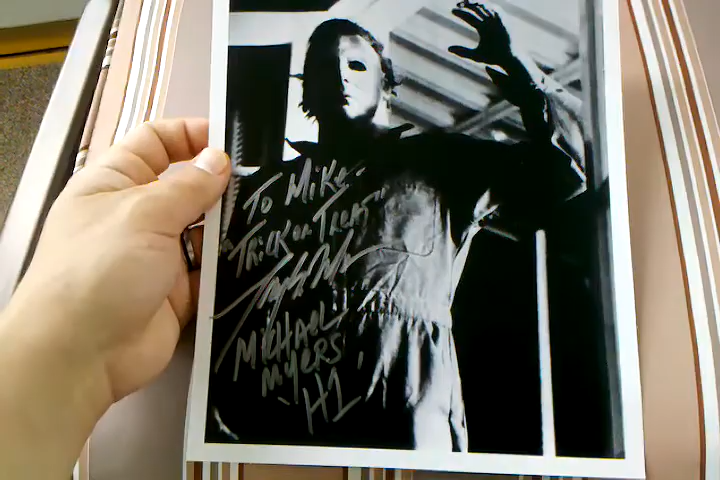 To Mike-
"Trick or Treat"
Michael
Myers
'H1'